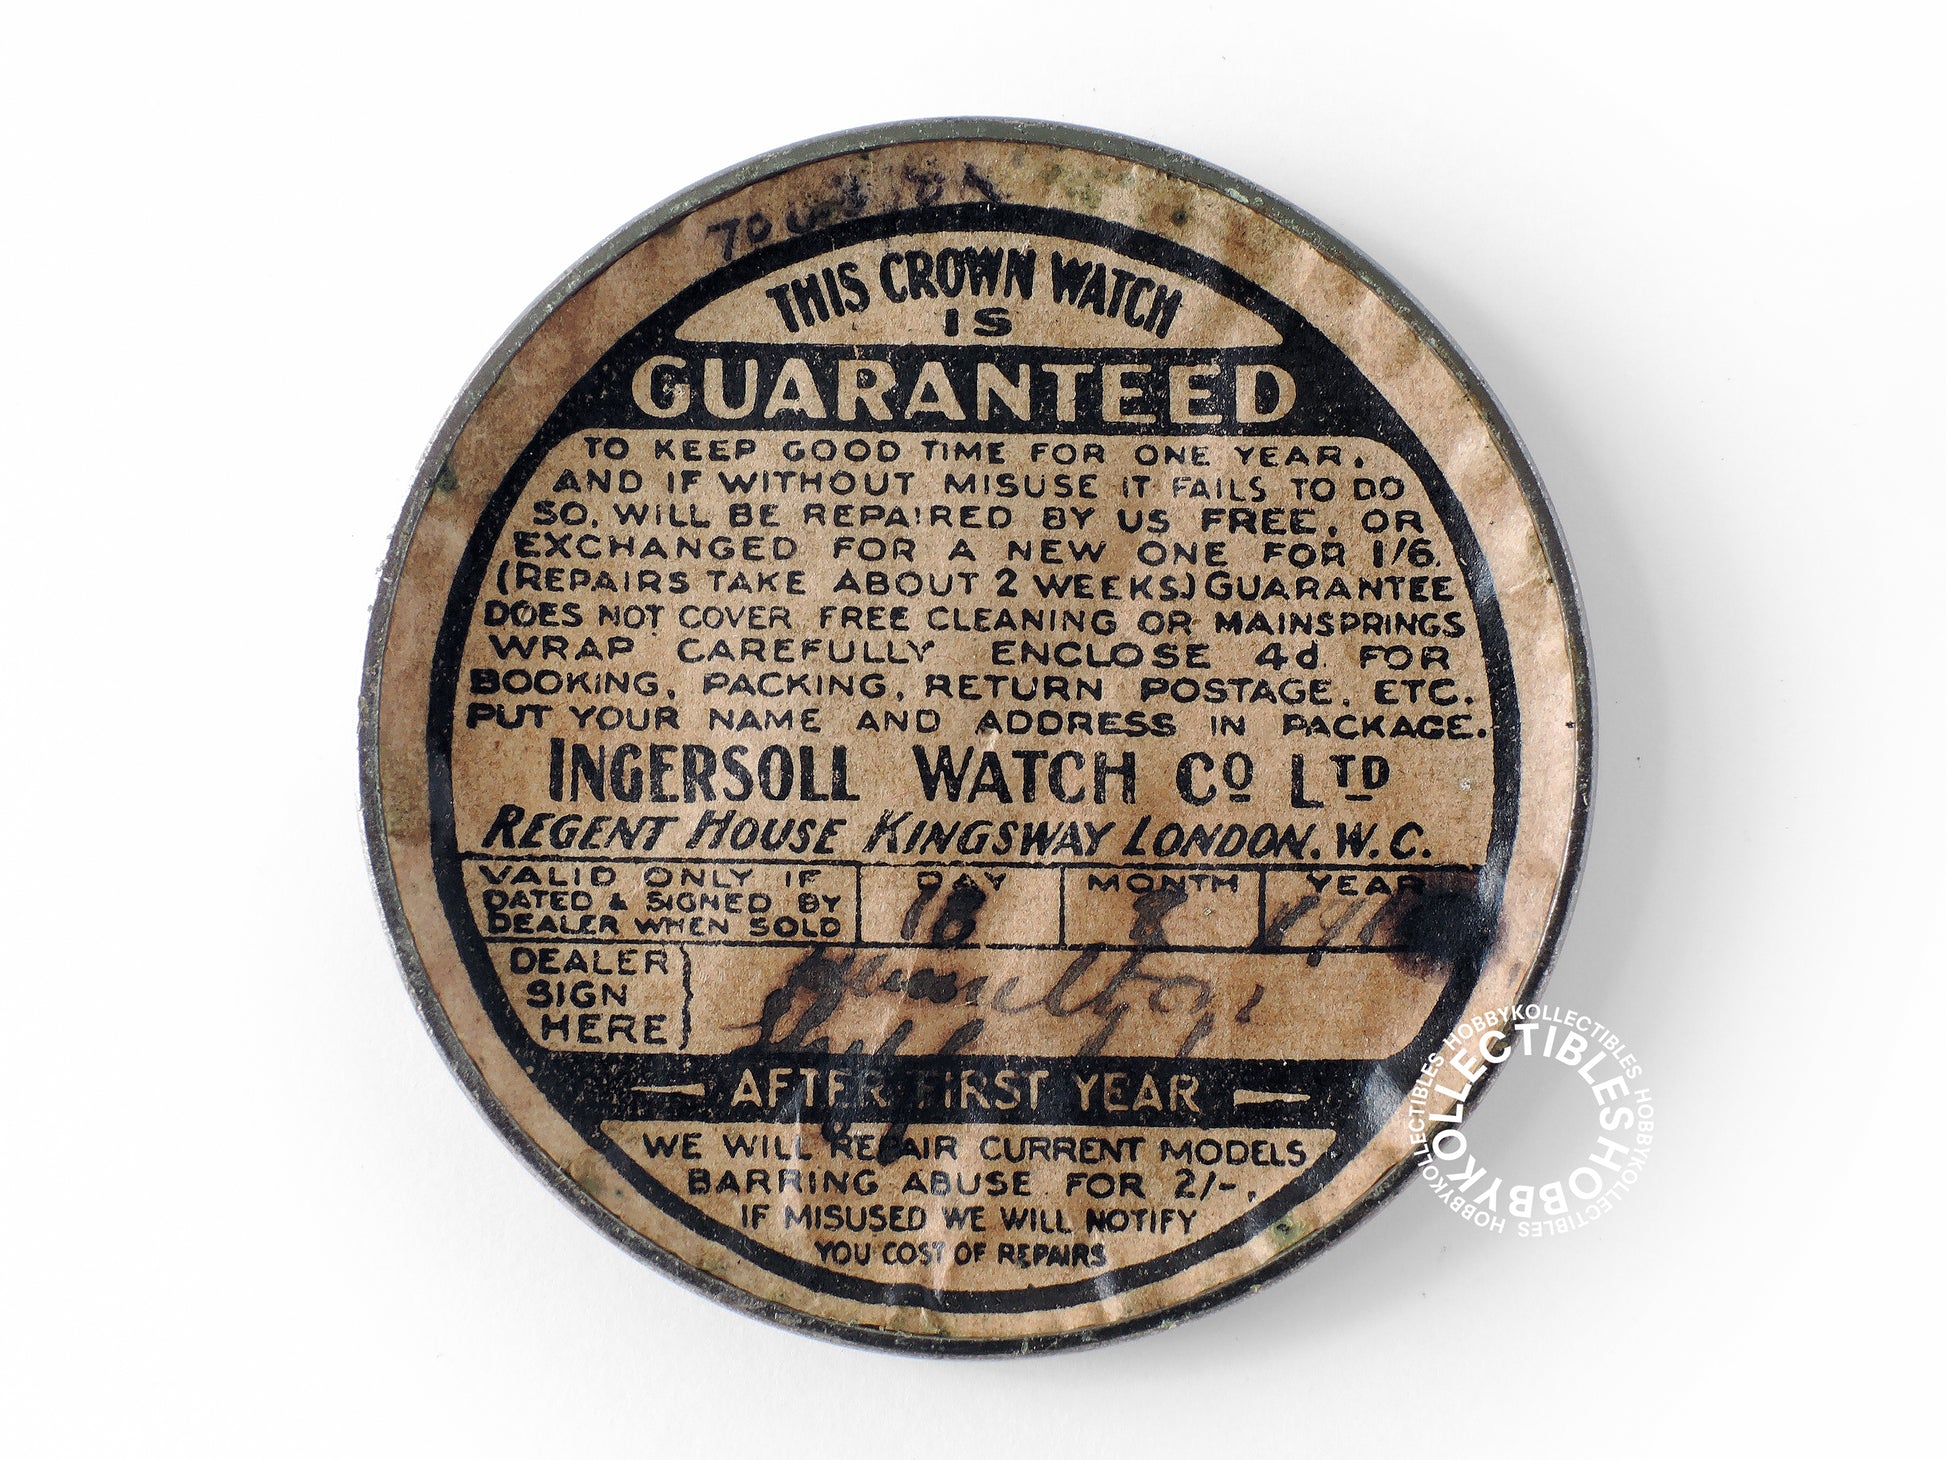 THIS CROWN WATCH
IS
GUARANTEED
TO KEEP GOOD TIME FOR ONE YEAR,
AND IF WITHOUT MISUSE IT FAILS TO DO
SO, WILL BE REPAIRED BY US FREE, OR
EXCHANGED FOR A NEW ONE FOR 1/6.
(REPAIRS TAKE ABOUT 2 WEEKS.) GUARANTEE
DOES NOT COVER FREE CLEANING OR MAINSPRINGS
WRAP CAREFULLY ENCLOSE 4d. FOR
BOOKING, PACKING, RETURN POSTAGE, ETC.
PUT YOUR NAME AND ADDRESS IN PACKAGE.
INGERSOLL WATCH CO LTD
REGENT HOUSE KINGSWAY LONDON. W.C.
VALID ONLY IF
DATED & SIGNED BY
DEALER WHEN SOLD
DAY MONTH YEAR
18 8
DEALER
SIGN
HERE
AFTER FIRST YEAR
WE WILL REPAIR CURRENT MODELS
BARRING ABUSE FOR 2/-,
IF MISUSED WE WILL NOTIFY
YOU COST OF REPAIRS
HOBBYKOLLECTIBLES HOBBYKOLLECTIBLES HOBBYKOLLECTIBLES HOBBYKOLLECTIBLES
HOBBYKOLLECTIBLES